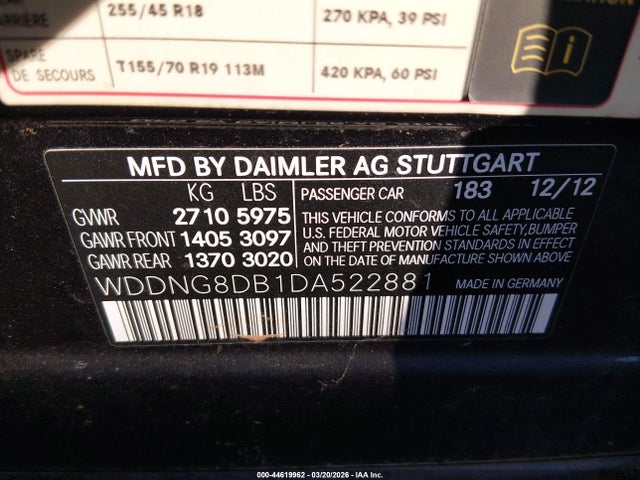 ARRIÈRE 255/45 R18 270 KPA, 39 PSI
SPARE
DE SECOURS T155/70 R19 113M 420 KPA, 60 PSI
MFD BY DAIMLER AG STUTTGART
KG LBS PASSENGER CAR 183 12/12
GVWR 2710 5975 THIS VEHICLE CONFORMS TO ALL APPLICABLE
GAWR FRONT 1405 3097 U.S. FEDERAL MOTOR VEHICLE SAFETY,BUMPER
AND THEFT PREVENTION STANDARDS IN EFFECT
GAWR REAR 1370 3020 ON THE DATE OF MANUFACTURE SHOWN ABOVE
WDDNG8DB1DA522881 MADE IN GERMANY
000-44619962 - 03/20/2026 - IAA Inc.